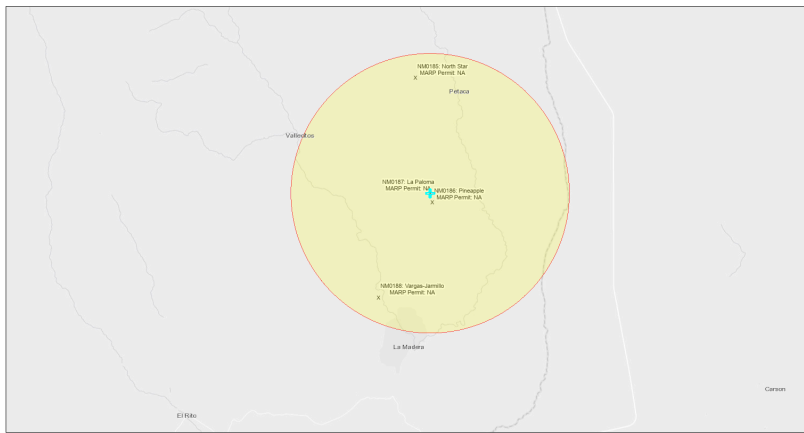 NM0185: North Star
MARP Permit: NA
X
Petaca
Vallecitos
NM0187: La Paloma
MARP Permit: NA
NM0186: Pineapple
MARP Permit: NA
X
NM0188: Vargas-Jarmillo
MARP Permit: NA
X
La Madera
Carson
El Rito